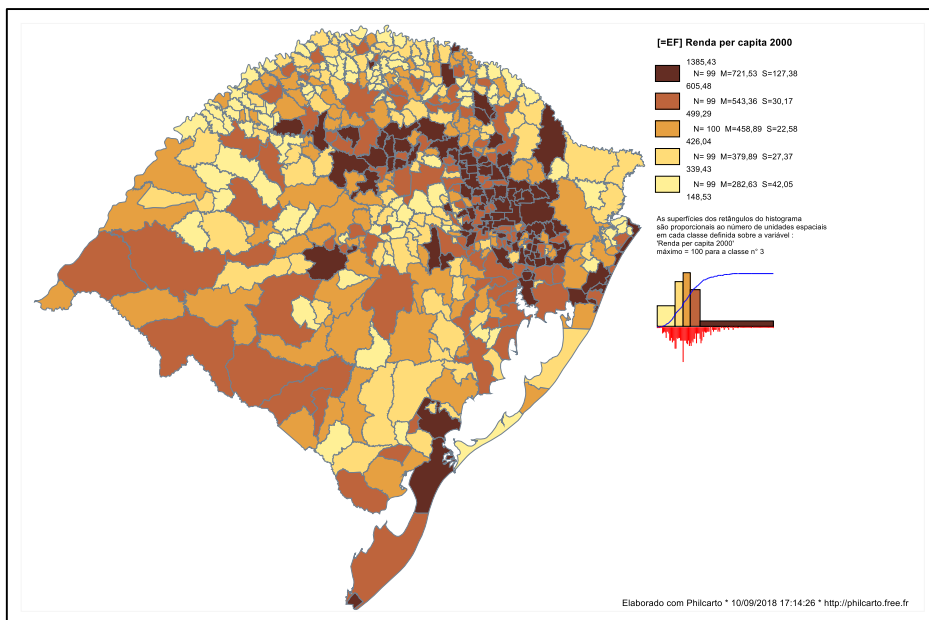 [=EF] Renda per capita 2000
1385,43
N= 99 M=721,53 S=127,38
605,48
N= 99 M=543,36 S=30,17
499,29
N= 100 M=458,89 S=22,58
426,04
N= 99 M=379,89 S=27,37
339,43
N= 99 M=282,63 S=42,05
148,53
As superfícies dos retângulos do histograma
são proporcionais ao número de unidades espaciais
em cada classe definida sobre a variável :
'Renda per capita 2000'
máximo = 100 para a classe n° 3
Elaborado com Philcarto * 10/09/2018 17:14:26 * http://philcarto.free.fr